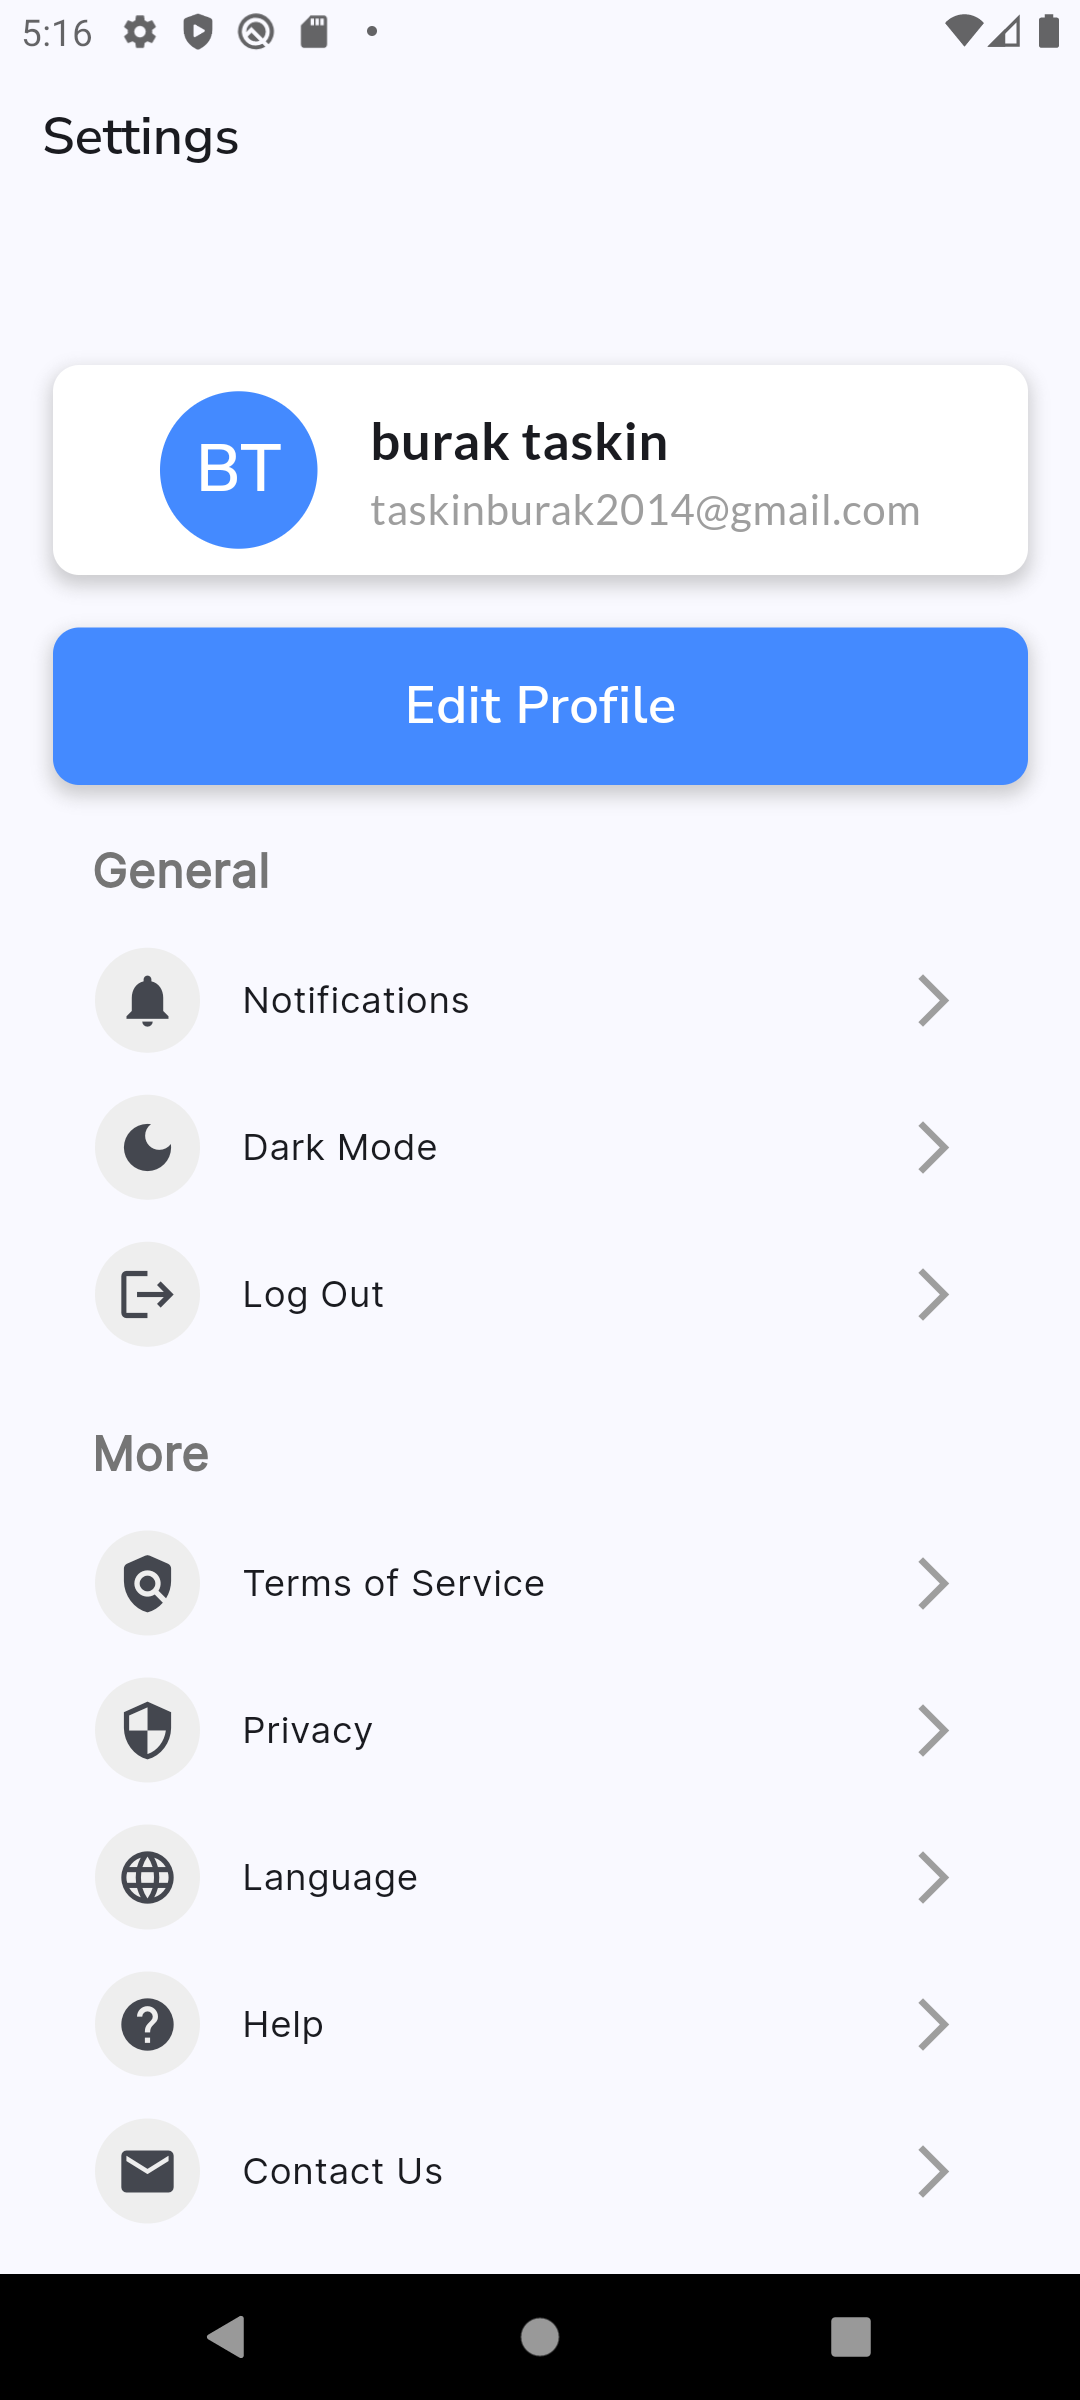 5:16
Settings
BT
burak taskin
taskinburak2014@gmail.com
Edit Profile
General
Notifications
Dark Mode
Log Out
More
Terms of Service
Privacy
Language
Help
Contact Us